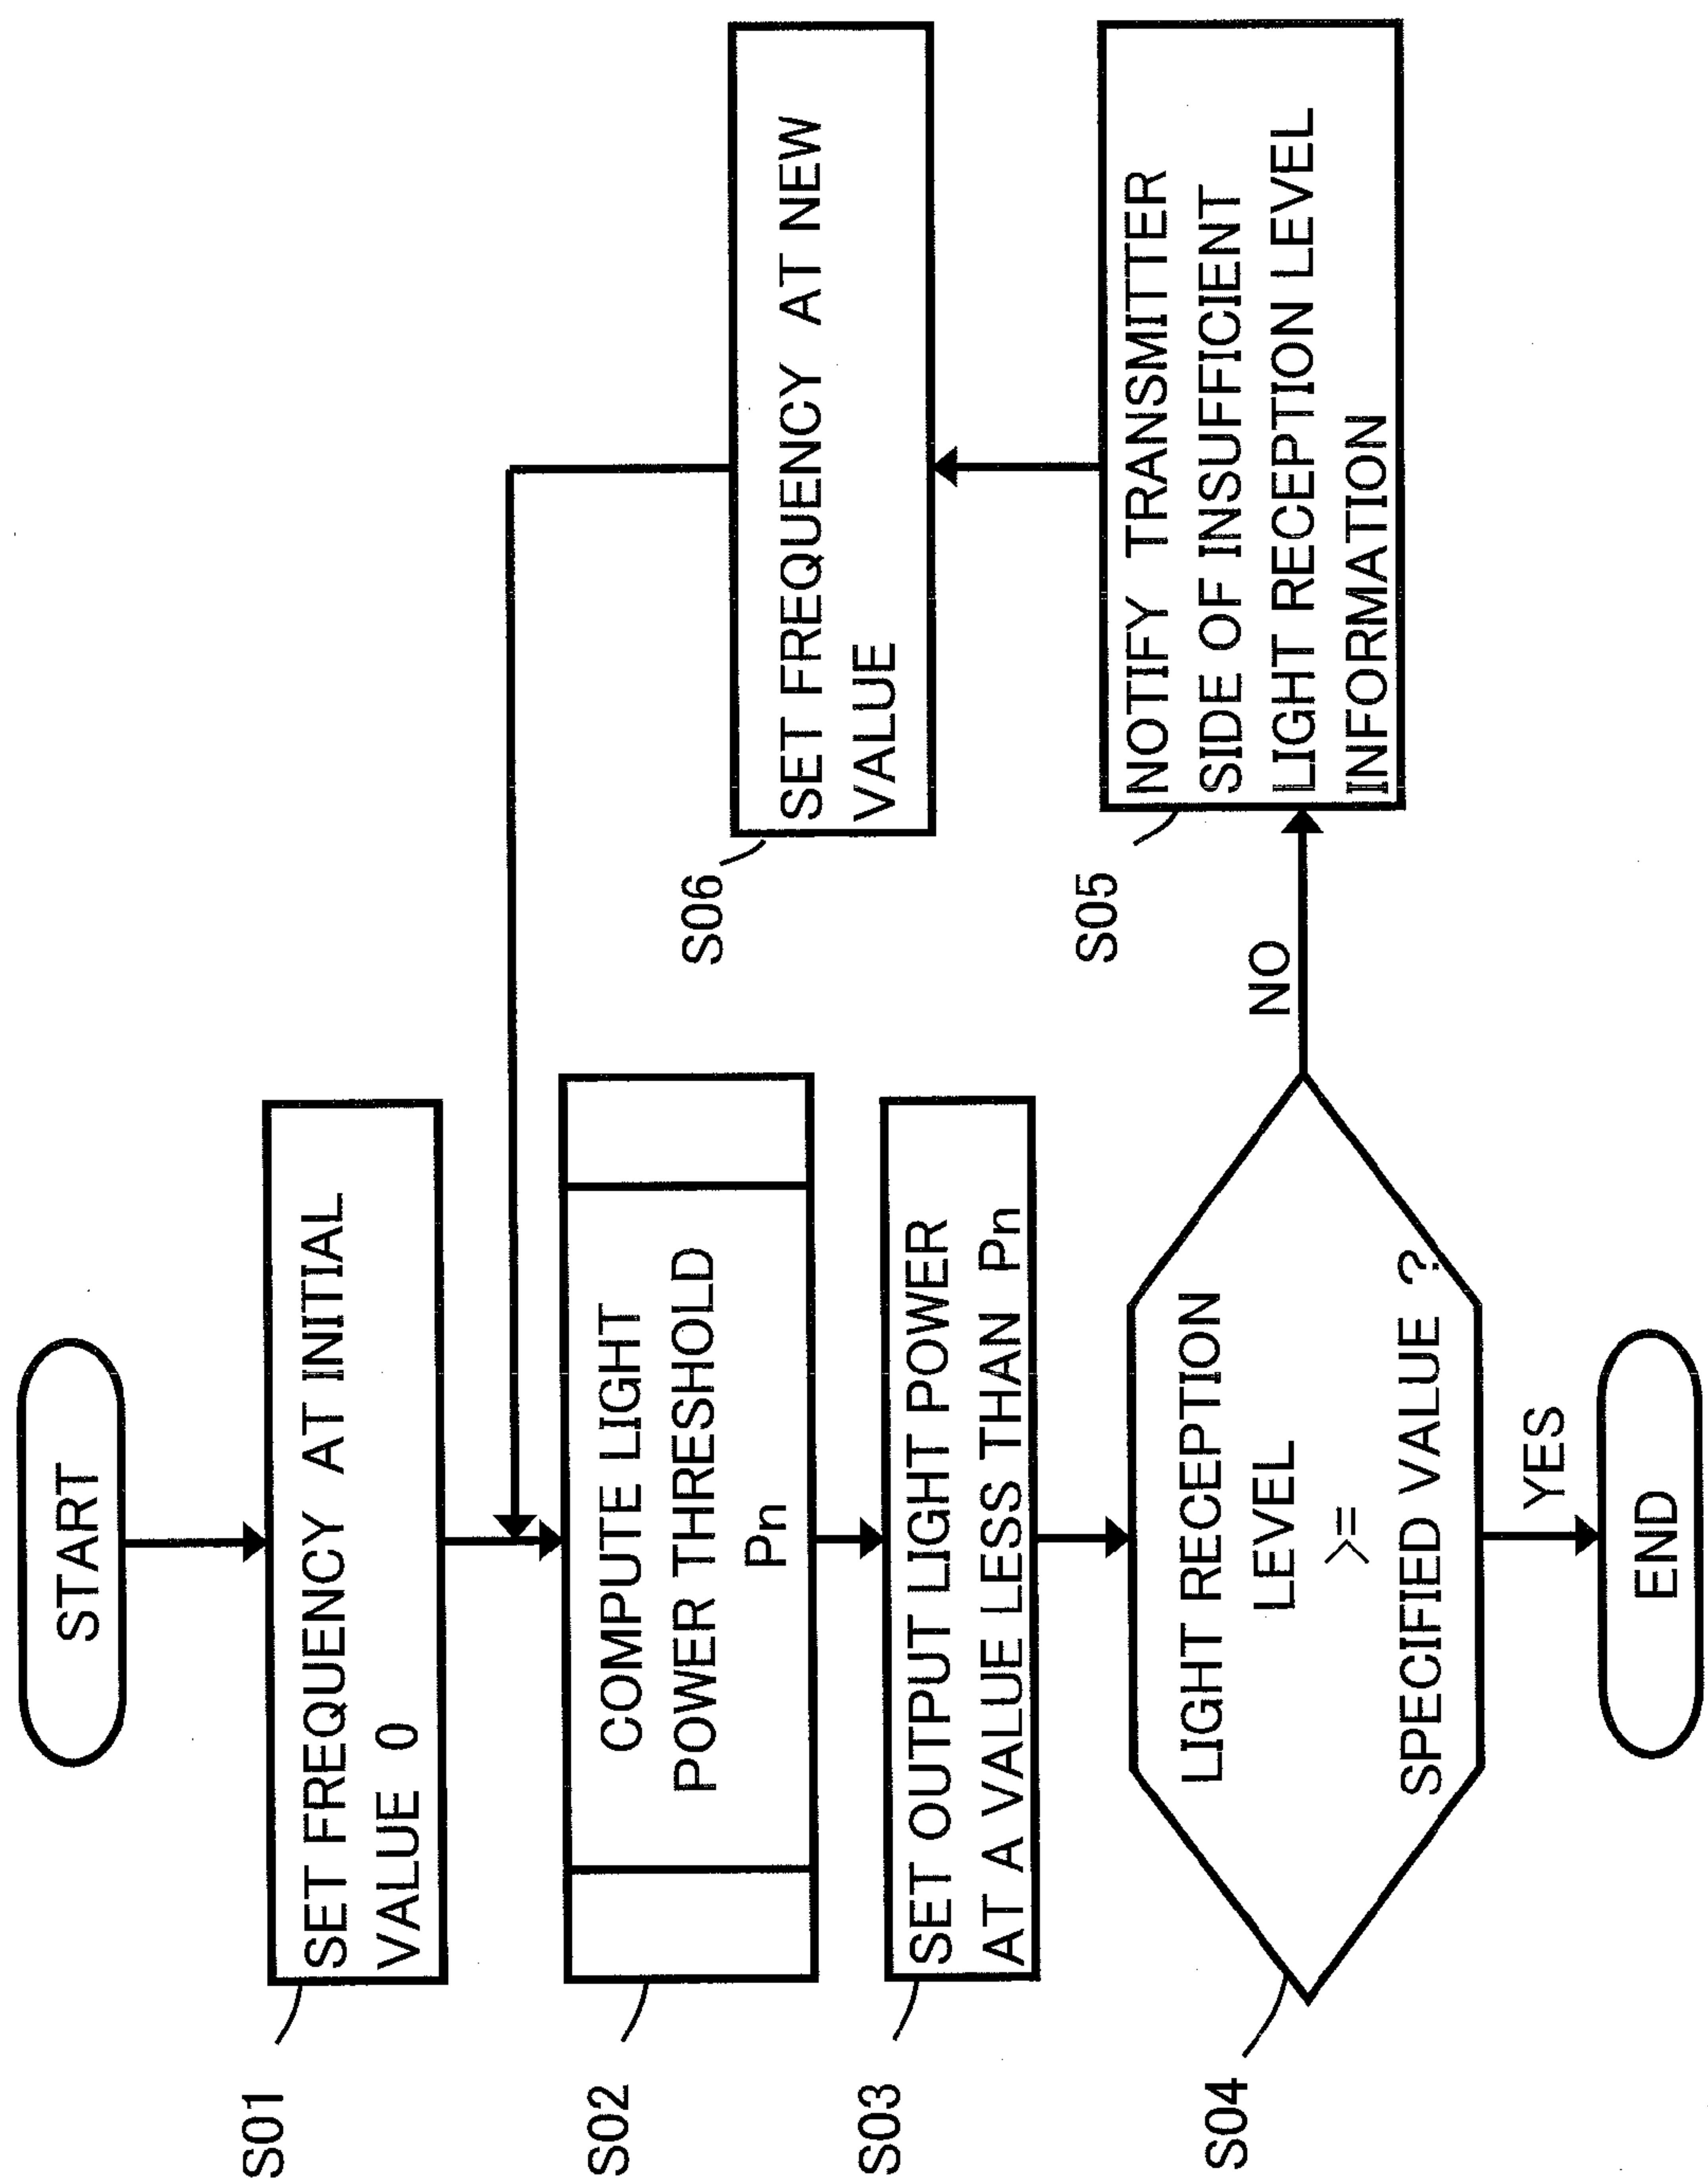 START
S01
SET FREQUENCY AT INITIAL
VALUE 0
S02
COMPUTE LIGHT
POWER THRESHOLD
Pn
S03
SET OUTPUT LIGHT POWER
AT A VALUE LESS THAN Pn
S04
LIGHT RECEPTION
LEVEL
>=
SPECIFIED VALUE ?
YES
END
NO
S05
NOTIFY TRANSMITTER
SIDE OF INSUFFICIENT
LIGHT RECEPTION LEVEL
INFORMATION
S06
SET FREQUENCY AT NEW
VALUE